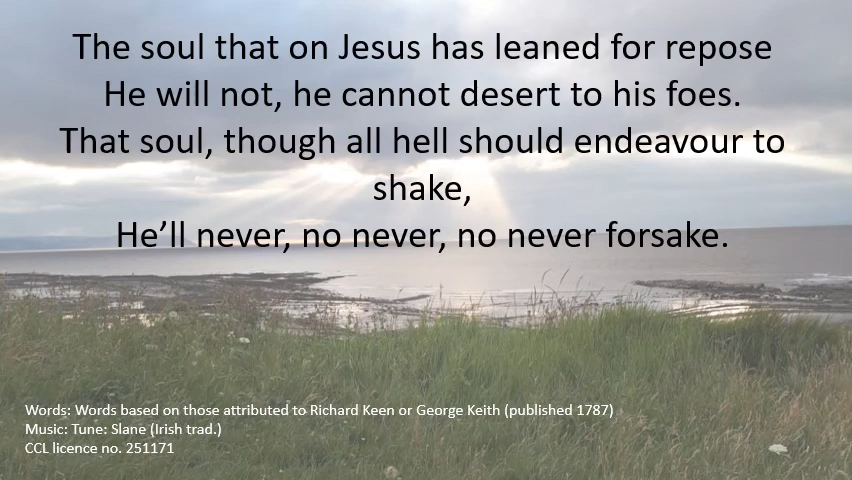 The soul that on Jesus has leaned for repose
He will not, he cannot desert to his foes.
That soul, though all hell should endeavour to
shake,
He’ll never, no never, no never forsake.
Words: Words based on those attributed to Richard Keen or George Keith (published 1787)
Music: Tune: Slane (Irish trad.)
CCL licence no. 251171